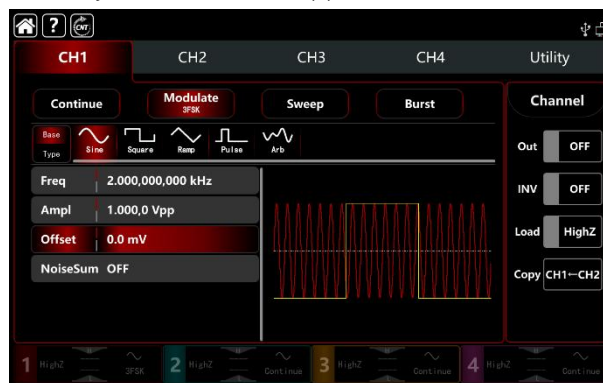 ? CNT
CH1 CH2 CH3 CH4 Utility
Continue Modulate Sweep Burst Channel
3FSK
Base
Type Sine Square Ramp Pulse Arb
Out OFF
Freq 2.000,000,000 kHz
INV OFF
Ampl 1.000,0 Vpp
Load HighZ
Offset 0.0 mV
NoiseSum OFF
Copy CH1←CH2
1 HighZ 3FSK 2 HighZ Continue 3 HighZ Continue 4 HighZ Continue